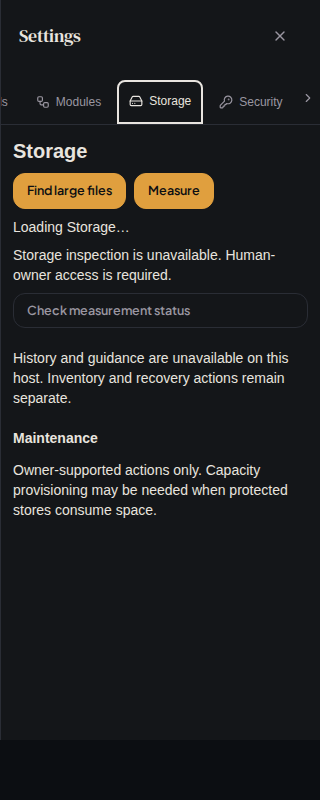 Settings
s
Modules
Storage
Security
Storage
Find large files
Measure
Loading Storage…
Storage inspection is unavailable. Human-
owner access is required.
Check measurement status
History and guidance are unavailable on this
host. Inventory and recovery actions remain
separate.
Maintenance
Owner-supported actions only. Capacity
provisioning may be needed when protected
stores consume space.